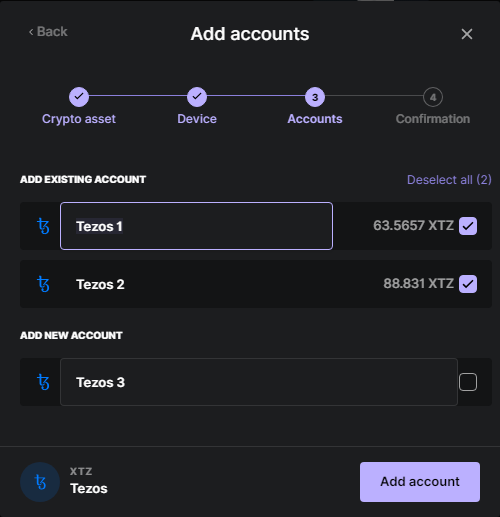 ‹ Back
Add accounts
3
4
Crypto asset
Device
Accounts
Confirmation
ADD EXISTING ACCOUNT
Deselect all (2)
Tezos 1
63.5657 XTZ
Tezos 2
88.831 XTZ
ADD NEW ACCOUNT
Tezos 3
XTZ
Tezos
Add account